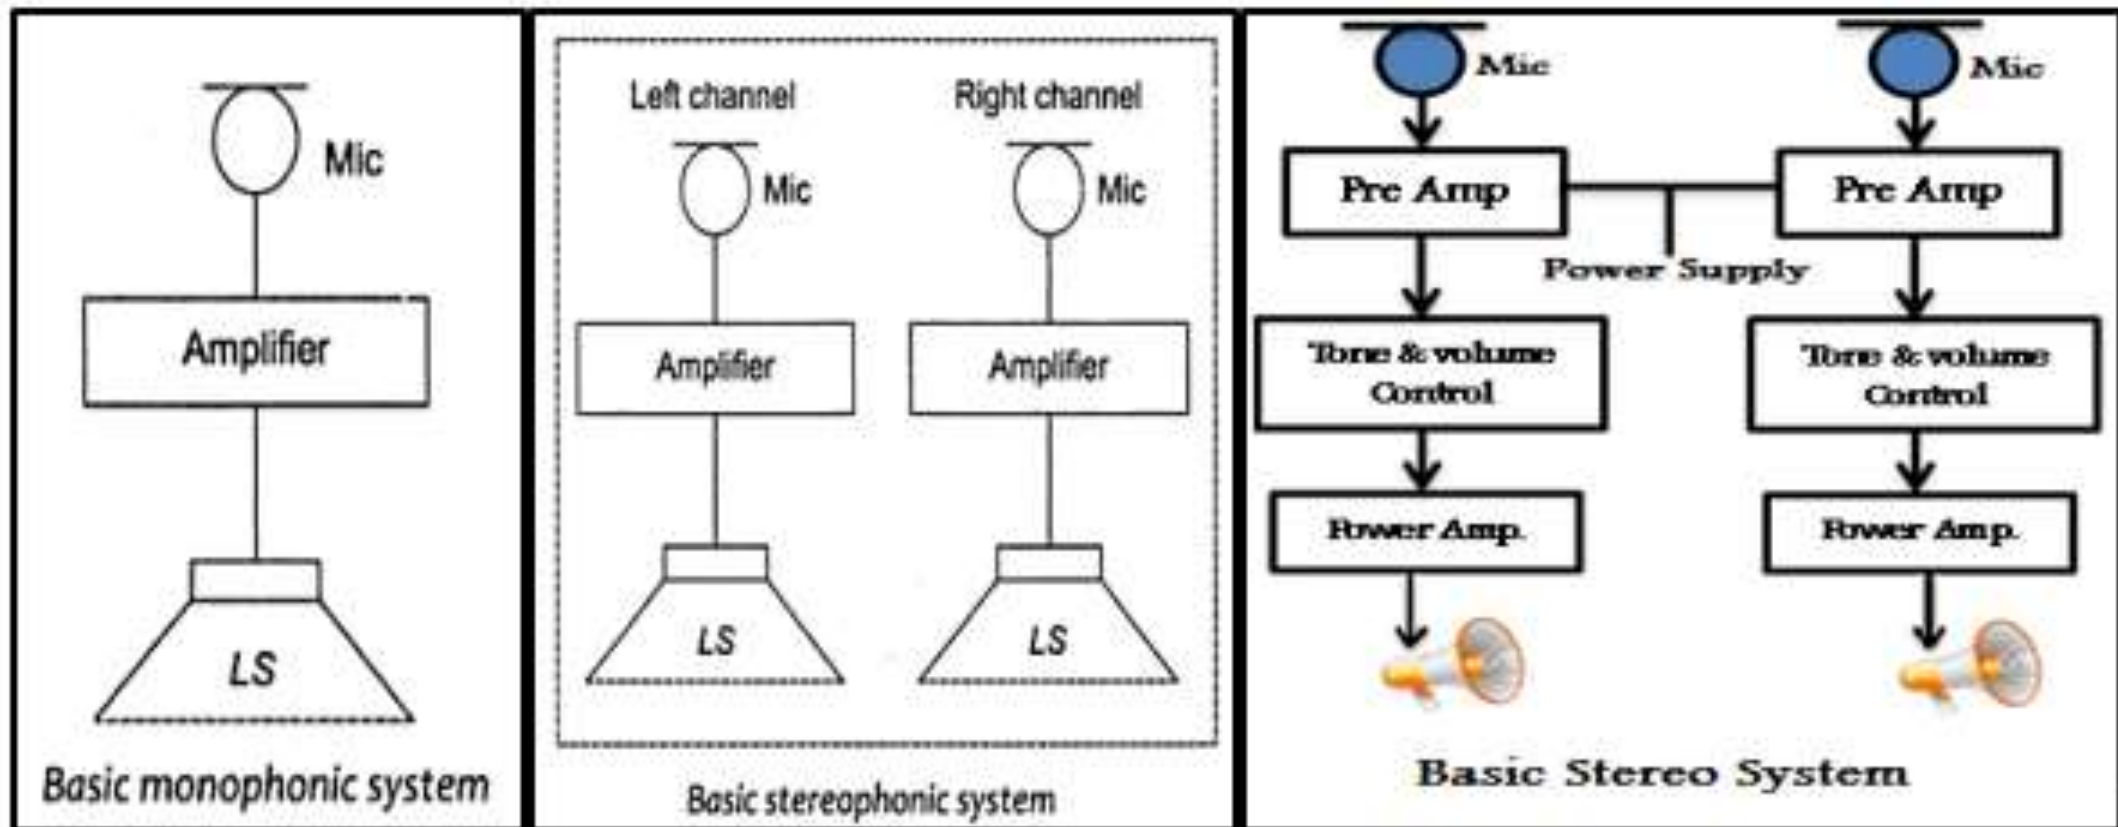 Mic
Amplifier
LS
Basic monophonic system
Left channel
Right channel
Mic
Mic
Amplifier
Amplifier
LS
LS
Basic stereophonic system
Mic
Mic
Pre Amp
Pre Amp
Power Supply
Tone & volume
Control
Tone & volume
Control
Power Amp.
Power Amp.
Basic Stereo System